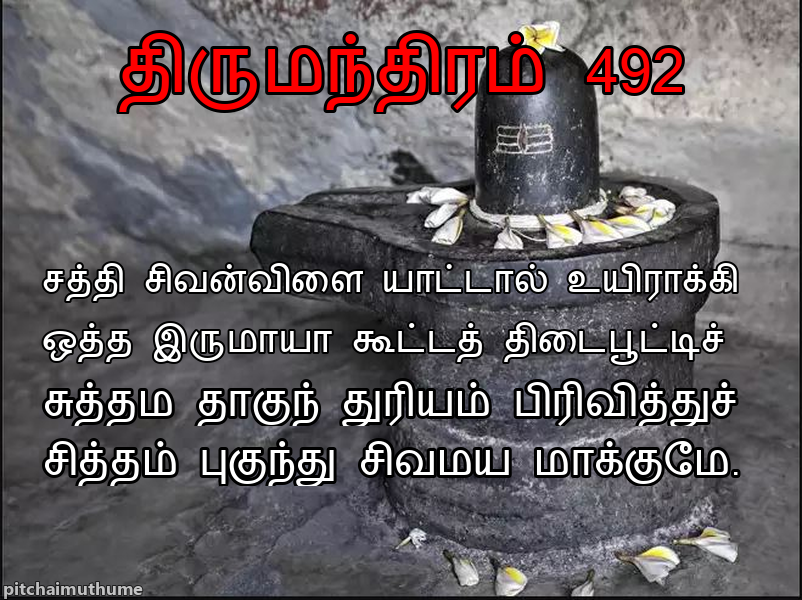 திருமந்திரம் 492
சத்தி சிவன்விளை யாட்டால் உயிராக்கி
ஒத்த இருமாயா கூட்டத் திடைபூட்டிச்
சுத்தம தாகுந் துரியம் பிரிவித்துச்
சித்தம் புகுந்து சிவமய மாக்குமே.
pitchaimuthume